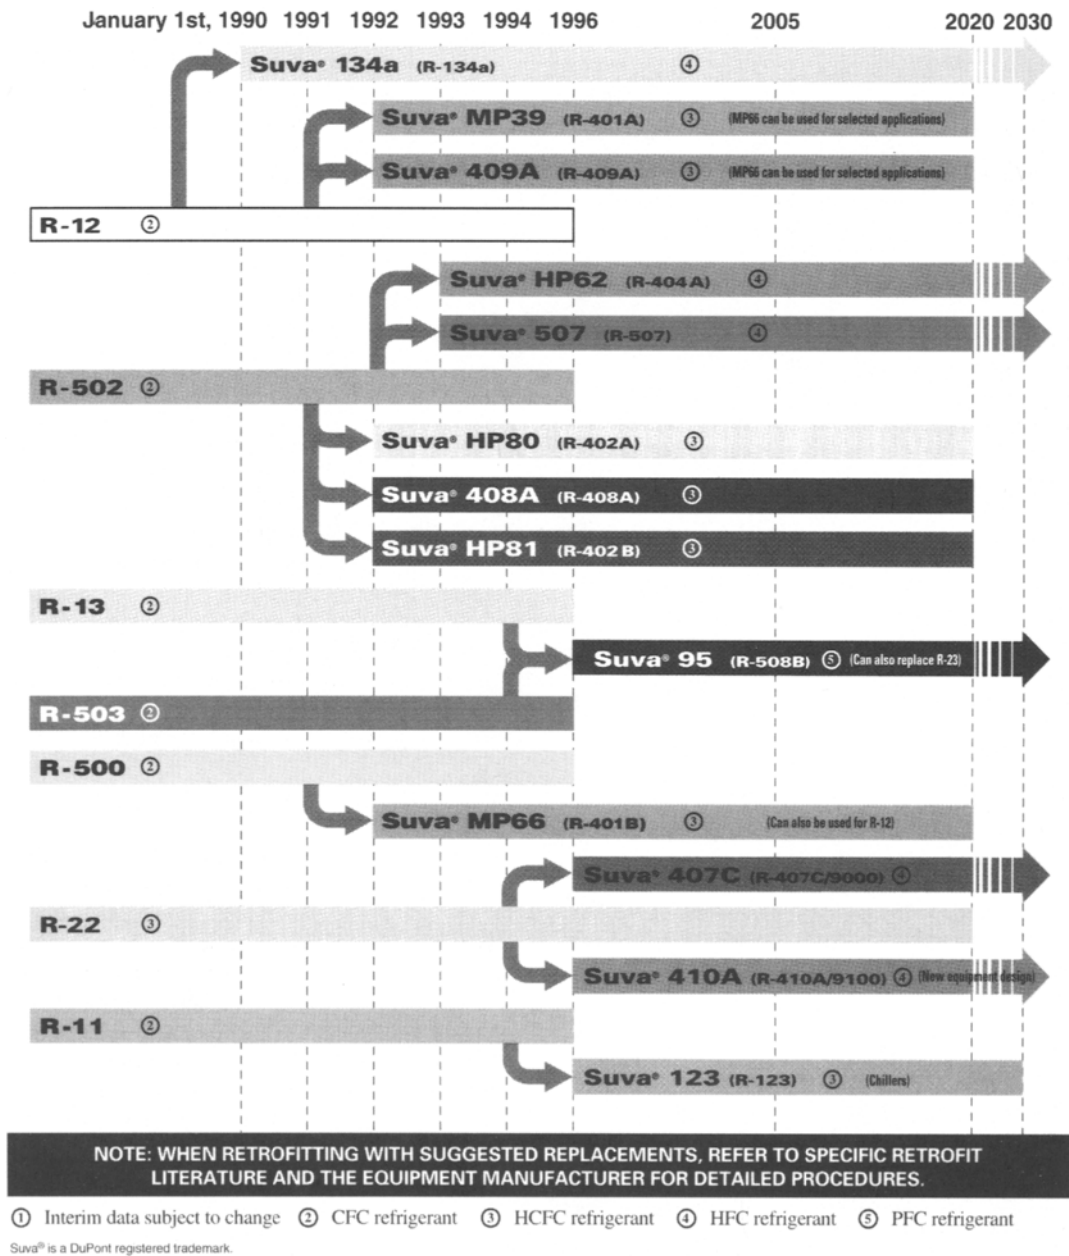 January 1st, 1990 1991 1992 1993 1994 1996 2005 2020 2030
Suva® 134a (R-134a) ④
Suva® MP39 (R-401A) ③ (MP66 can be used for selected applications)
Suva® 409A (R-409A) ③ (MP66 can be used for selected applications)
R-12 ②
Suva® HP62 (R-404A) ④
Suva® 507 (R-507) ④
R-502 ②
Suva® HP80 (R-402A) ③
Suva® 408A (R-408A) ③
Suva® HP81 (R-402B) ③
R-13 ②
Suva® 95 (R-508B) ⑤ (Can also replace R-23)
R-503 ②
R-500 ②
Suva® MP66 (R-401B) ③ (Can also be used for R-12)
Suva® 407C (R-407C/9000) ④
R-22 ③
Suva® 410A (R-410A/9100) ④ (New equipment design)
R-11 ②
Suva® 123 (R-123) ③ (Chillers)
NOTE: WHEN RETROFITTING WITH SUGGESTED REPLACEMENTS, REFER TO SPECIFIC RETROFIT
LITERATURE AND THE EQUIPMENT MANUFACTURER FOR DETAILED PROCEDURES.
① Interim data subject to change ② CFC refrigerant ③ HCFC refrigerant ④ HFC refrigerant ⑤ PFC refrigerant
Suva® is a DuPont registered trademark.